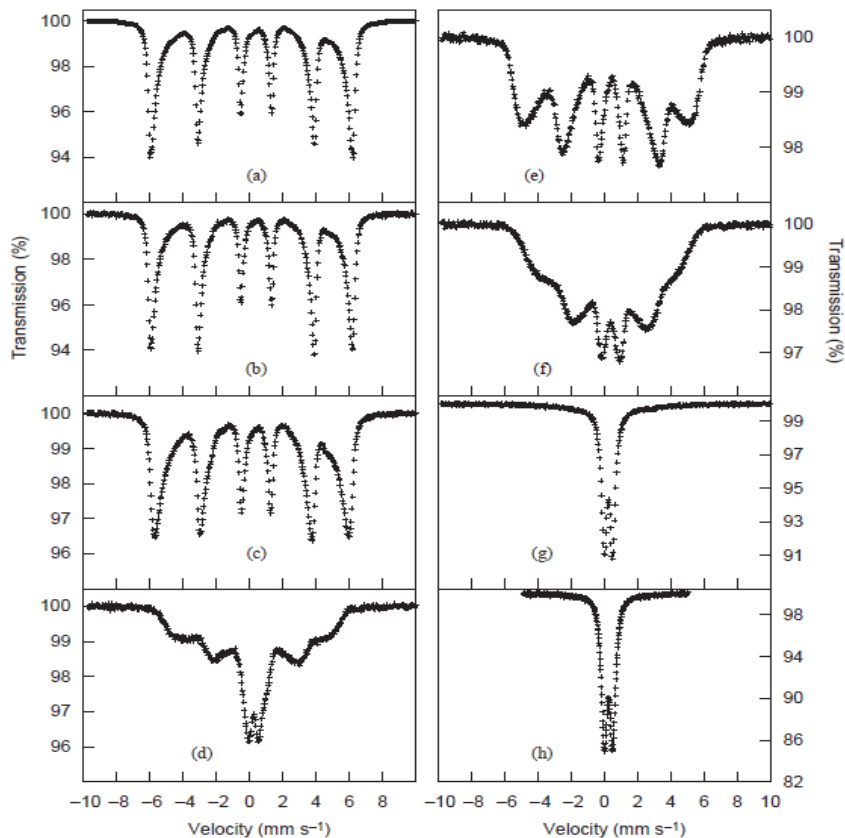 100
98
96
94
(a)
100
98
96
94
(b)
100
99
98
97
96
(c)
100
99
98
97
96
(d)
−10 −8 −6 −4 −2 0 2 4 6 8
Velocity (mm s⁻¹)
Transmission (%)
100
99
98
(e)
100
99
98
97
(f)
99
97
95
93
91
(g)
98
94
90
86
82
(h)
−10 −8 −6 −4 −2 0 2 4 6 8 10
Velocity (mm s⁻¹)
Transmission (%)